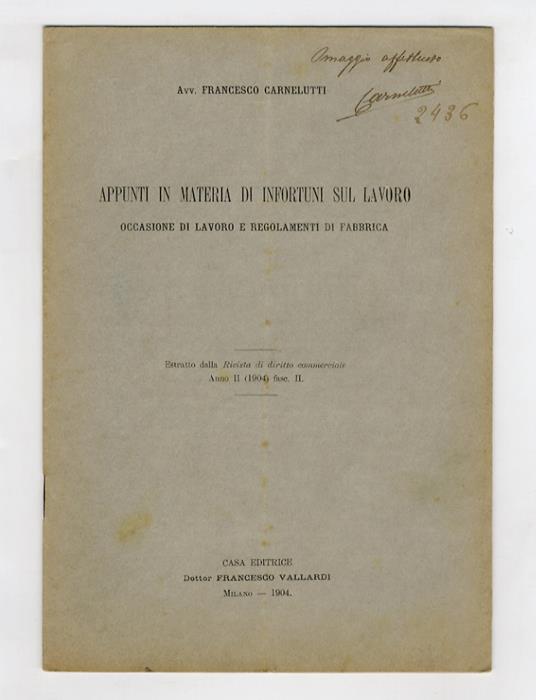 Omaggio affettuoso
Carnelutti
2436
Avv. FRANCESCO CARNELUTTI
APPUNTI IN MATERIA DI INFORTUNI SUL LAVORO
OCCASIONE DI LAVORO E REGOLAMENTI DI FABBRICA
Estratto dalla Rivista di diritto commerciale
Anno II (1904) fasc. II.
CASA EDITRICE
Dottor FRANCESCO VALLARDI
Milano — 1904.